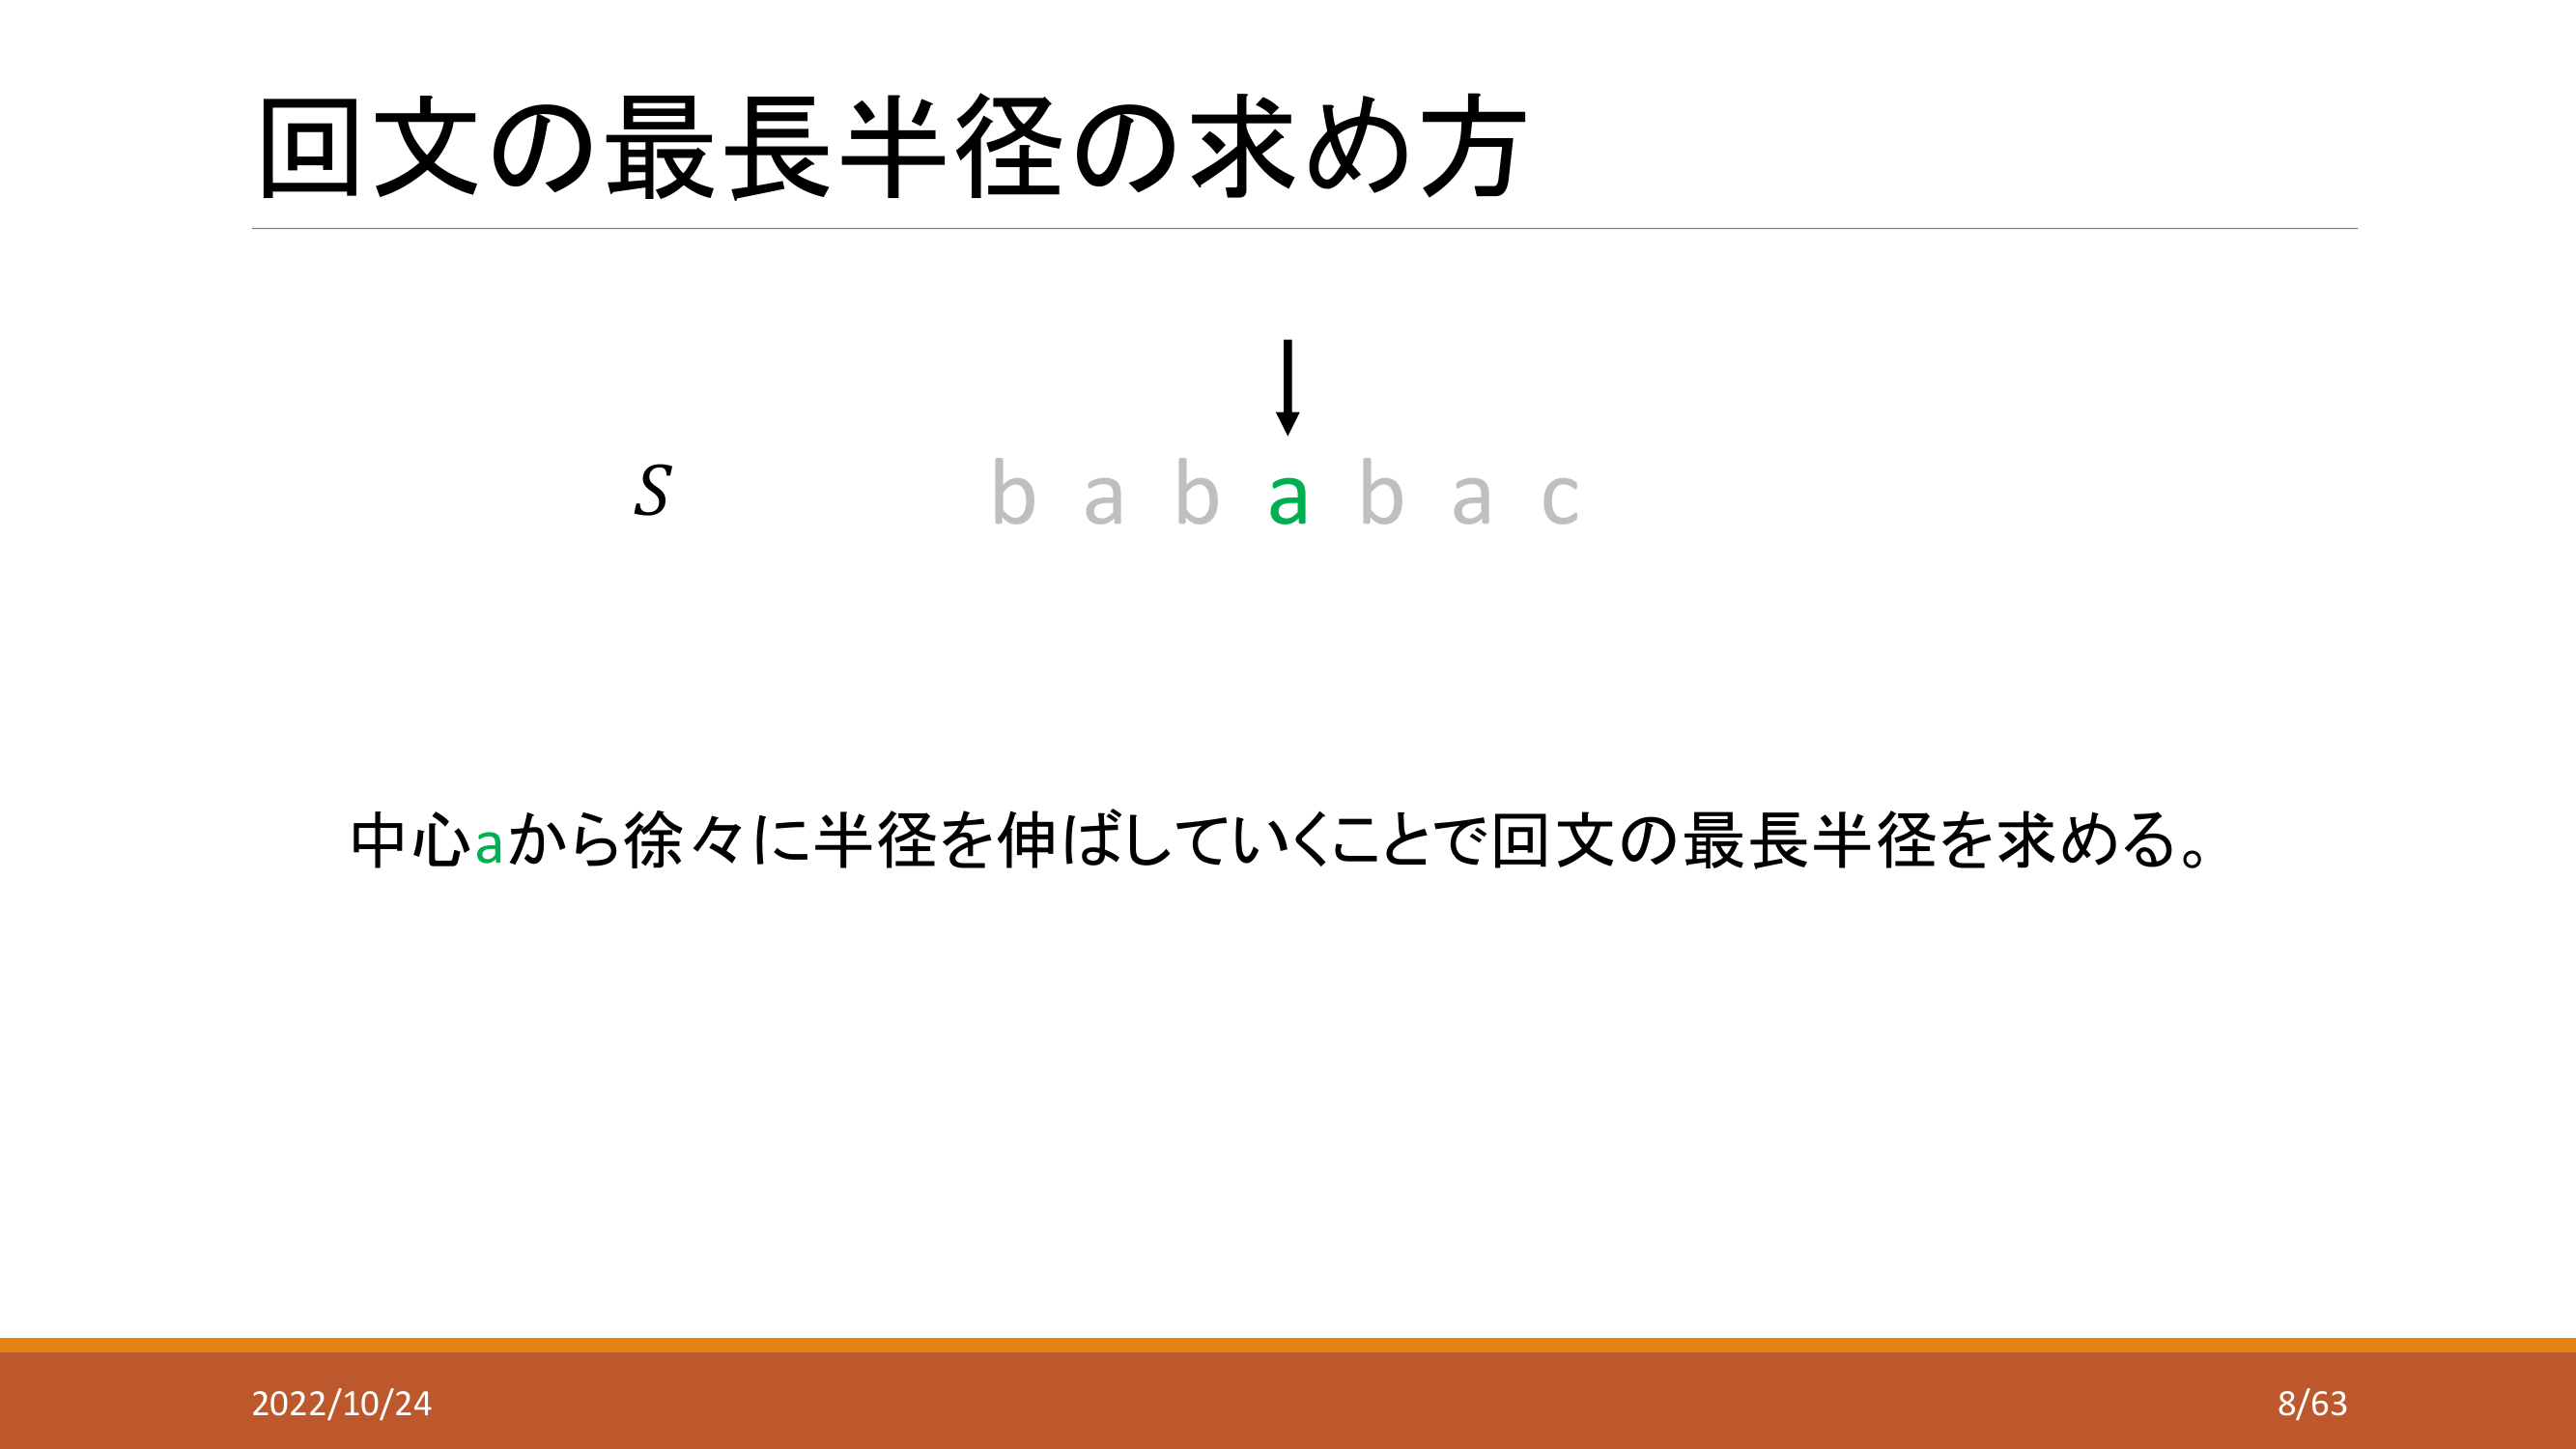 回文の最長半径の求め方
S b a b a b a c
中心aから徐々に半径を伸ばしていくことで回文の最長半径を求める。
2022/10/24 8/63